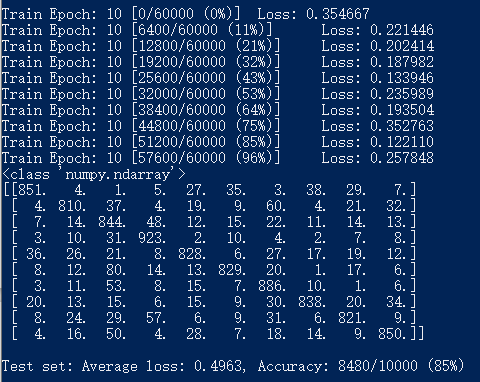 Train Epoch: 10 [0/60000 (0%)]  Loss: 0.354667
Train Epoch: 10 [6400/60000 (11%)]      Loss: 0.221446
Train Epoch: 10 [12800/60000 (21%)]     Loss: 0.202414
Train Epoch: 10 [19200/60000 (32%)]     Loss: 0.187982
Train Epoch: 10 [25600/60000 (43%)]     Loss: 0.133946
Train Epoch: 10 [32000/60000 (53%)]     Loss: 0.235989
Train Epoch: 10 [38400/60000 (64%)]     Loss: 0.193504
Train Epoch: 10 [44800/60000 (75%)]     Loss: 0.352763
Train Epoch: 10 [51200/60000 (85%)]     Loss: 0.122110
Train Epoch: 10 [57600/60000 (96%)]     Loss: 0.257848
<class 'numpy.ndarray'>
[[851.   4.   1.   5.  27.  35.   3.  38.  29.   7.]
 [  4. 810.  37.   4.  19.   9.  60.   4.  21.  32.]
 [  7.  14. 844.  48.  12.  15.  22.  11.  14.  13.]
 [  3.  10.  31. 923.   2.  10.   4.   2.   7.   8.]
 [ 36.  26.  21.   8. 828.   6.  27.  17.  19.  12.]
 [  8.  12.  80.  14.  13. 829.  20.   1.  17.   6.]
 [  3.  11.  53.   8.  15.   7. 886.  10.   1.   6.]
 [ 20.  13.  15.   6.  15.   9.  30. 838.  20.  34.]
 [  8.  24.  29.  57.   6.   9.  31.   6. 821.   9.]
 [  4.  16.  50.   4.  28.   7.  18.  14.   9. 850.]]
Test set: Average loss: 0.4963, Accuracy: 8480/10000 (85%)